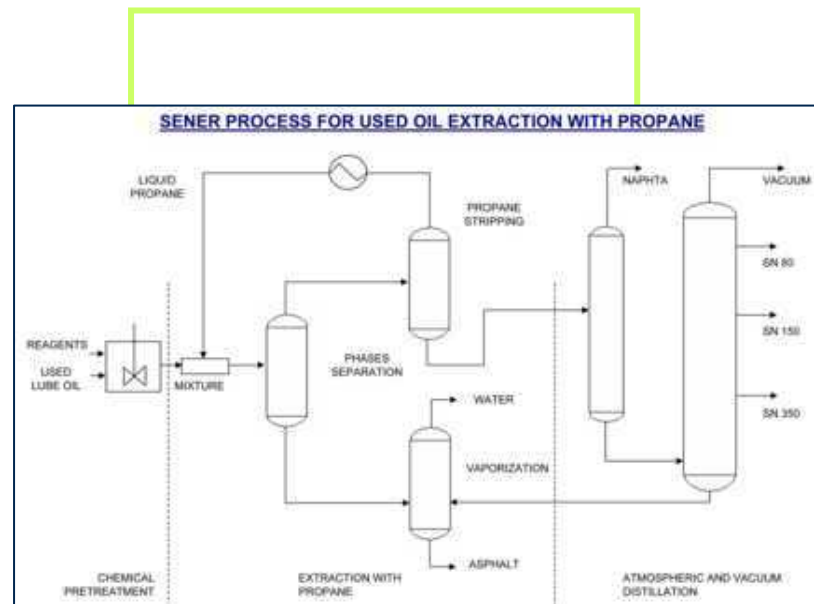 SENER PROCESS FOR USED OIL EXTRACTION WITH PROPANE
LIQUID
PROPANE
PROPANE
STRIPPING
NAPHTA
VACUUM
SN 80
SN 150
SN 350
REAGENTS
USED
LUBE OIL
MIXTURE
PHASES
SEPARATION
WATER
VAPORIZATION
ASPHALT
CHEMICAL
PRETREATMENT
EXTRACTION WITH
PROPANE
ATMOSPHERIC AND VACUUM
DISTILLATION